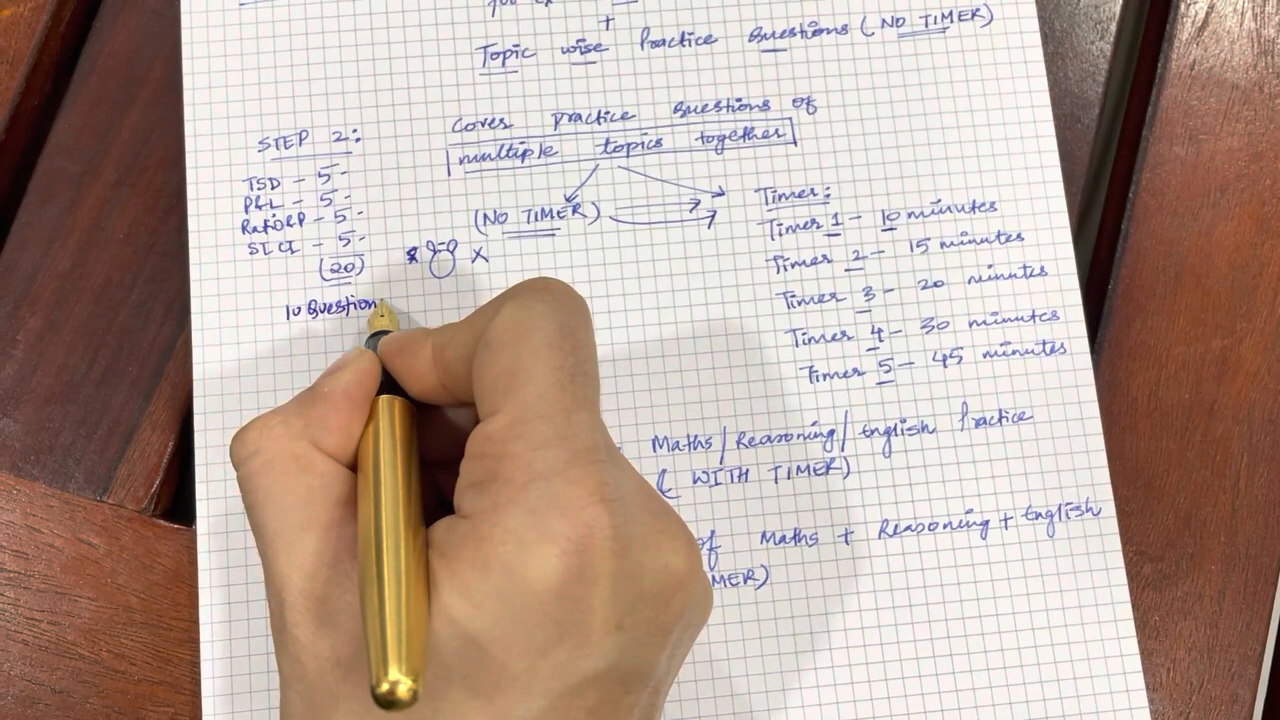 +
Topic wise Practice Questions (NO TIMER)
STEP 2:
Cover practice Questions of
multiple topics together
TSD - 5-
P&L - 5-
Ratio&P - 5-
SI CI - 5-
(20)
(NO TIMER)
x
10 Question
Timer:
Timer 1 - 10 minutes
Timer 2 - 15 minutes
Timer 3 - 20 minutes
Timer 4 - 30 minutes
Timer 5 - 45 minutes
Maths/Reasoning/English Practice
(WITH TIMER)
of Maths + Reasoning + English
MER)